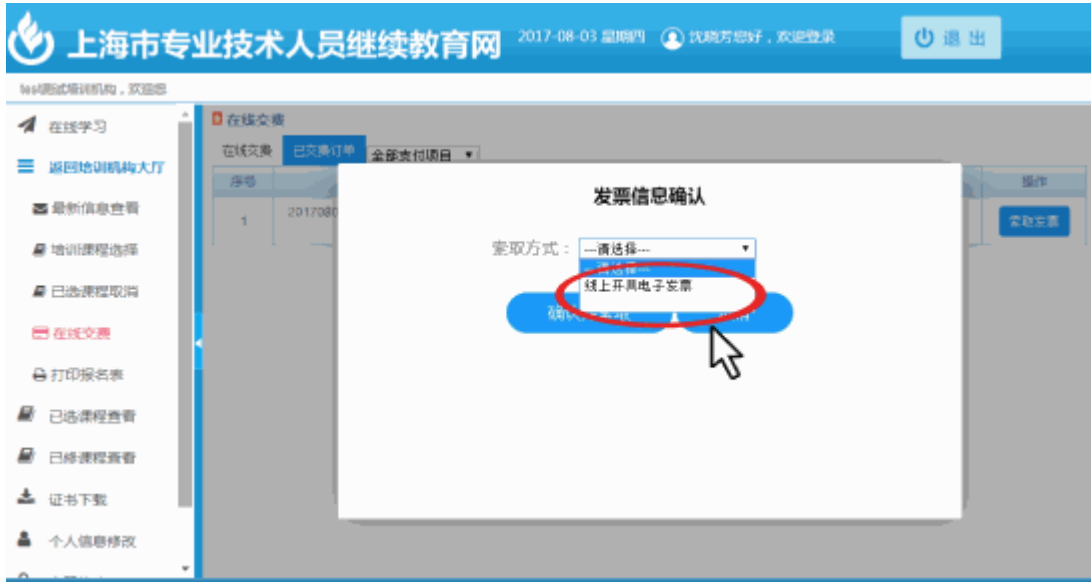 上海市专业技术人员继续教育网
2017-08-03 星期四
沈晓方您好，欢迎登录
退 出
test测试培训机构，欢迎您
在线学习
返回培训机构大厅
最新信息查看
培训课程选择
已选课程取消
在线交费
打印报名表
已选课程查看
已修课程查看
证书下载
个人信息修改
在线交费
在线交费 已交费订单 全部支付项目
序号 操作
1 2017080 索取发票
发票信息确认
索取方式： ---请选择---
---请选择---
线上开具电子发票